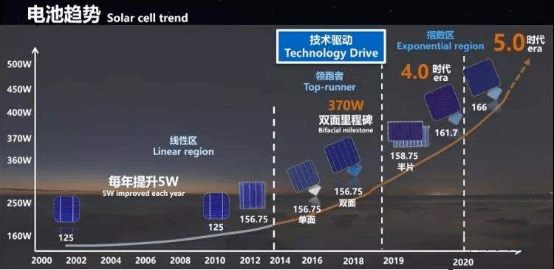 电池趋势 Solar cell trend
技术驱动
Technology Drive
指数区
Exponential region
5.0 时代
era
4.0 时代
era
领跑者
Top-runner
370W
双面里程碑
Bifacial milestone
线性区
Linear region
每年提升5W
5W improved each year
500W
450W
400W
370W
360W
250W
160W
125
125
156.75
156.75
单面
156.75
双面
158.75
半片
161.7
166
2000 2002 2004 2006 2008 2010 2012 2014 2016 2018 2019 2020